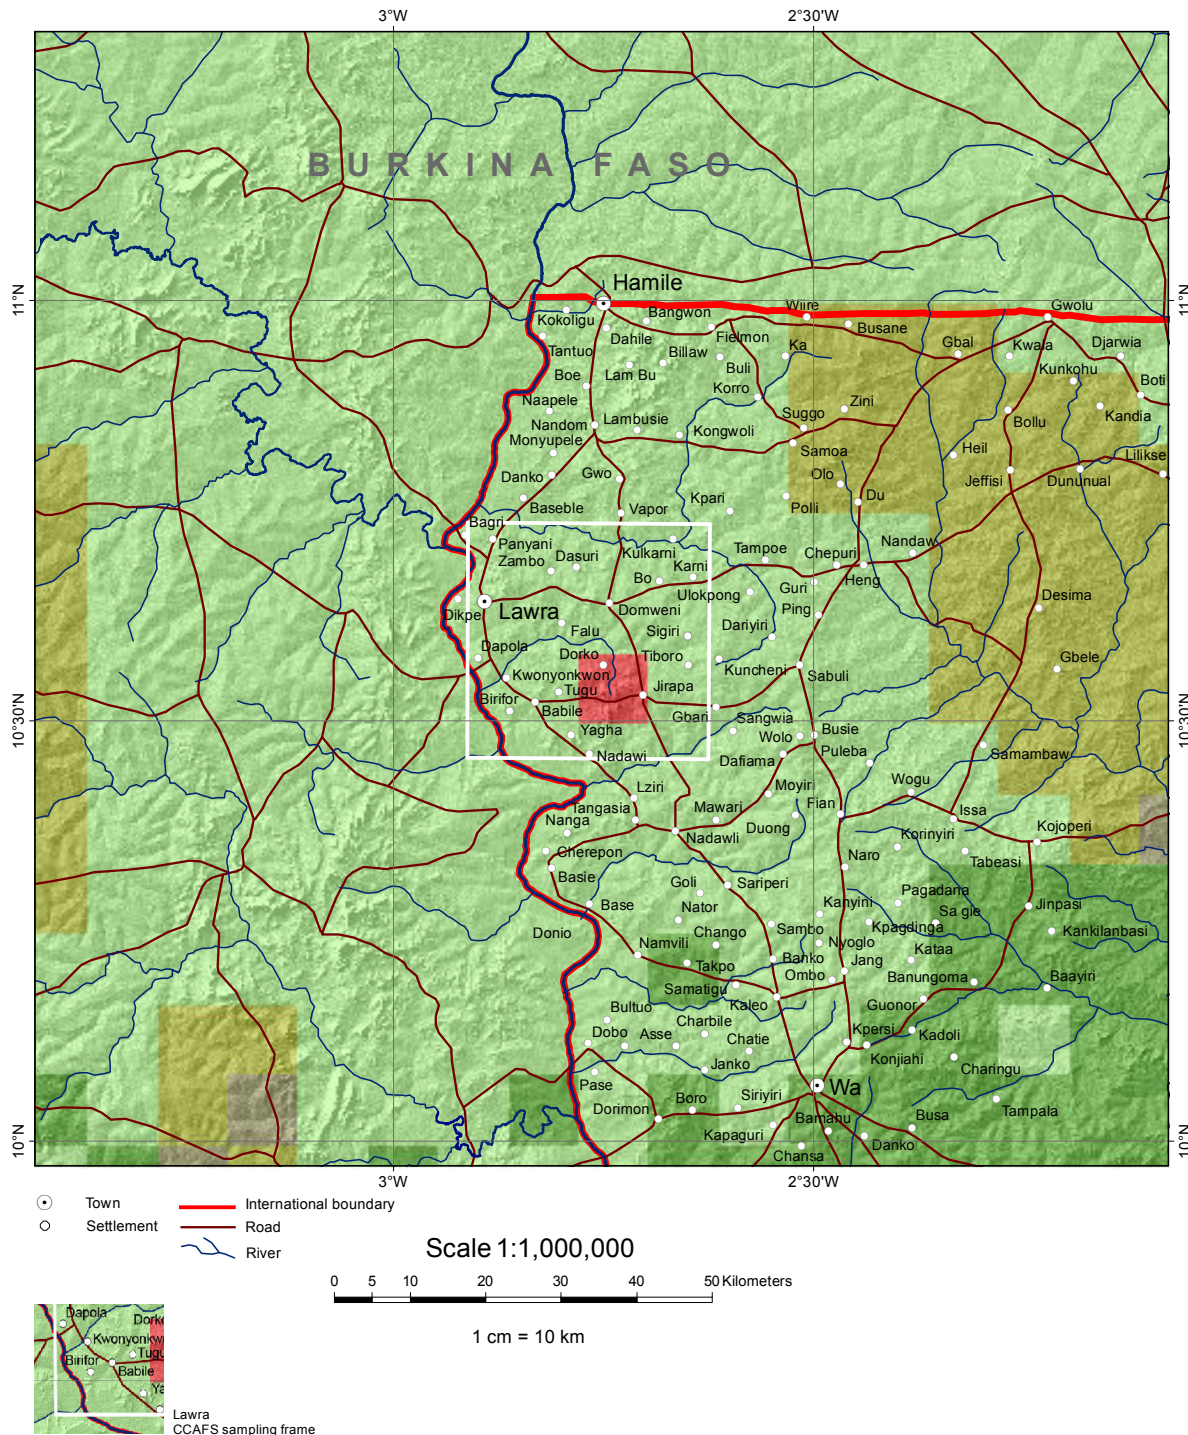 3°W
2°30'W
BURKINA FASO
11°N
11°N
Hamile
Wiire
Gwolu
Kokoligu
Bangwon
Busane
Dahile
Fielmon
Tantuo
Billaw
Ka
Gbal
Kwala
Djarwia
Boe
Lam Bu
Buli
Kunkohu
Korro
Boti
Naapele
Zini
Suggo
Kandia
Nandom
Lambusie
Bollu
Monyupele
Kongwoli
Samoa
Heil
Lilikse
Danko
Gwo
Olo
Jeffisi
Dununual
Kpari
Du
Baseble
Vapor
Polli
Bagri
Panyani
Kulkarni
Tampoe
Chepuri
Nandaw
Zambo
Dasuri
Karni
Bo
Heng
Ulokpong
Guri
Desima
Dikpe
Lawra
Domweni
Ping
Falu
Sigiri
Dariyiri
Dapola
Dorko
Tiboro
Gbele
Kuncheni
Sabuli
Kwonyonkwon
Tugu
Jirapa
Birifor
Babile
Gbari
10°30'N
10°30'N
Sangwia
Busie
Yagha
Wolo
Puleba
Samambaw
Nadawi
Dafiama
Lziri
Moyiri
Wogu
Tangasia
Mawari
Fian
Issa
Nanga
Duong
Kojoperi
Nadawli
Korinyiri
Cherepon
Naro
Tabeasi
Basie
Goli
Sariperi
Pagadana
Base
Nator
Kanyini
Sa gie
Jinpasi
Donio
Chango
Sambo
Kpagdinga
Kankilanbasi
Namvili
Nyoglo
Kataa
Takpo
Banko
Jang
Ombo
Banungoma
Baayiri
Samatigu
Kaleo
Guonor
Bultuo
Charbile
Dobo
Asse
Chatie
Kpersi
Kadoli
Konjiahi
Janko
Charingu
Pase
Wa
Dorimon
Boro
Siriyiri
Tampala
Bamahu
Busa
Kapaguri
Danko
10°N
10°N
Chansa
3°W
2°30'W
Town
International boundary
Settlement
Road
River
Scale 1:1,000,000
0 5 10 20 30 40 50 Kilometers
1 cm = 10 km
Dapola
Dork
Kwonyonkw
Tugu
Birifor
Babile
Ya
Lawra
CCAFS sampling frame